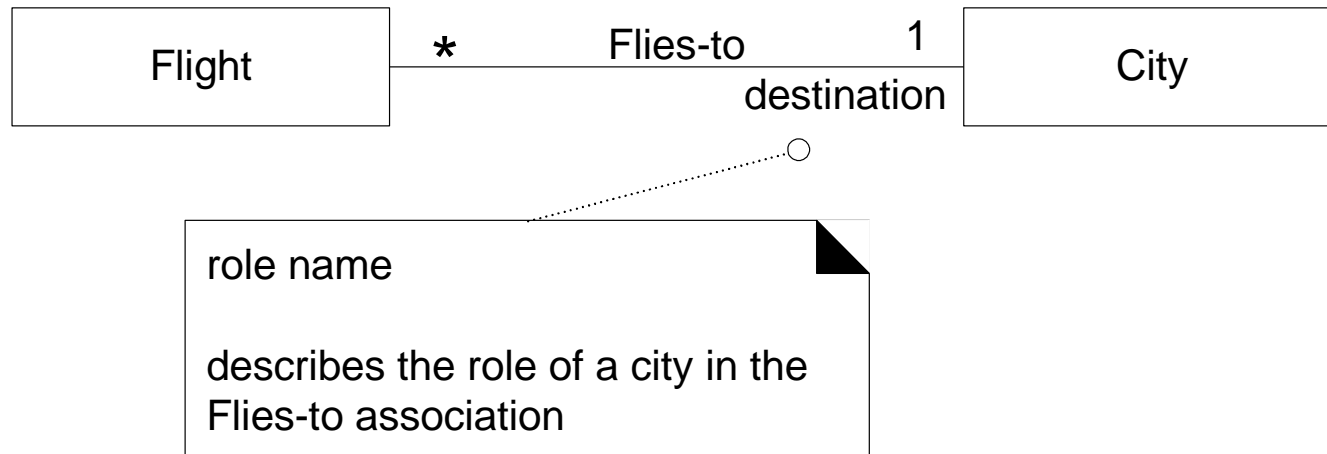 Flight
*
Flies-to
1
destination
City
role name
describes the role of a city in the
Flies-to association